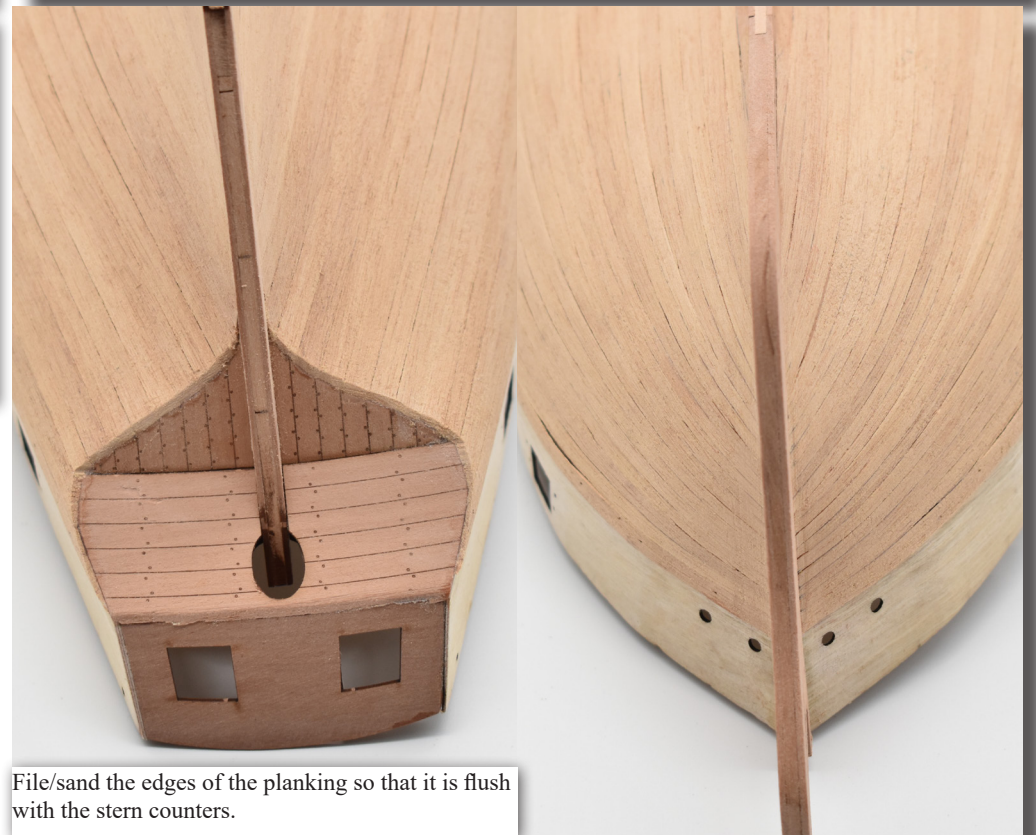 File/sand the edges of the planking so that it is flush
with the stern counters.